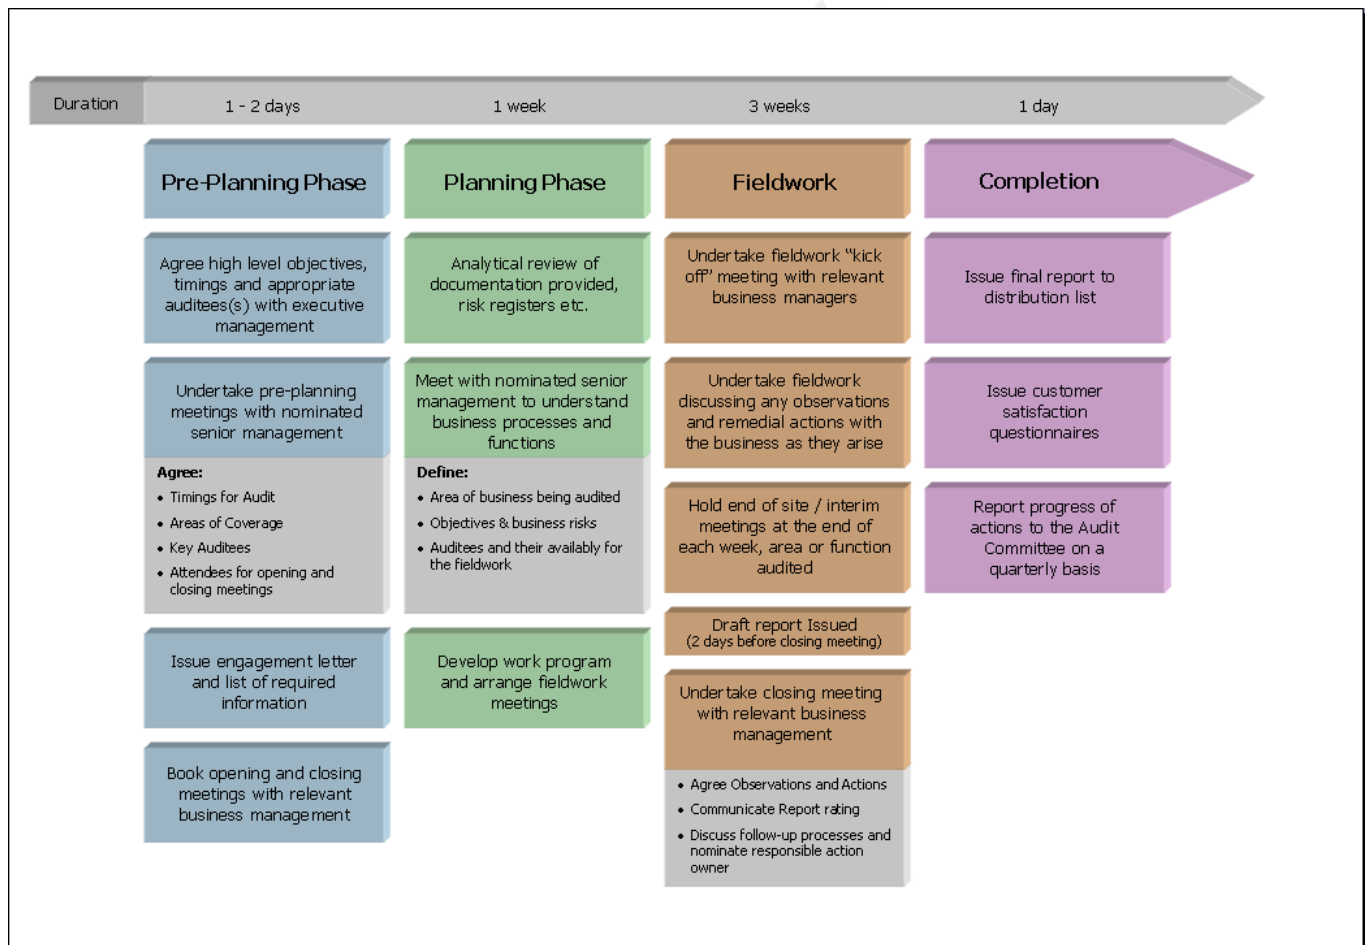 Duration
1 - 2 days
1 week
3 weeks
1 day
Pre-Planning Phase
Planning Phase
Fieldwork
Completion
Agree high level objectives,
timings and appropriate
auditees(s) with executive
management
Undertake pre-planning
meetings with nominated
senior management
Agree:
• Timings for Audit
• Areas of Coverage
• Key Auditees
• Attendees for opening and
closing meetings
Issue engagement letter
and list of required
information
Book opening and closing
meetings with relevant
business management
Analytical review of
documentation provided,
risk registers etc.
Meet with nominated senior
management to understand
business processes and
functions
Define:
• Area of business being audited
• Objectives & business risks
• Auditees and their availably for
the fieldwork
Develop work program
and arrange fieldwork
meetings
Undertake fieldwork “kick
off” meeting with relevant
business managers
Undertake fieldwork
discussing any observations
and remedial actions with
the business as they arise
Hold end of site / interim
meetings at the end of
each week, area or function
audited
Draft report Issued
(2 days before closing meeting)
Undertake closing meeting
with relevant business
management
• Agree Observations and Actions
• Communicate Report rating
• Discuss follow-up processes and
nominate responsible action
owner
Issue final report to
distribution list
Issue customer
satisfaction
questionnaires
Report progress of
actions to the Audit
Committee on a
quarterly basis